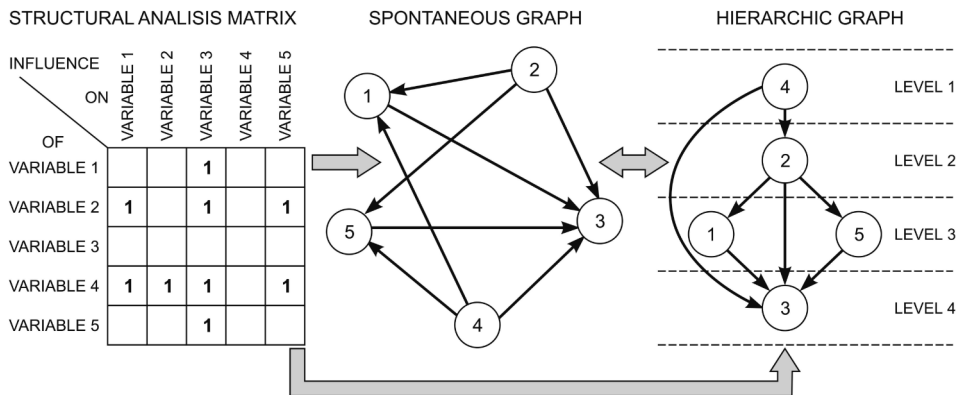 STRUCTURAL ANALISIS MATRIX
INFLUENCE
ON
OF
VARIABLE 1
VARIABLE 2
VARIABLE 3
VARIABLE 4
VARIABLE 5
VARIABLE 1 1
VARIABLE 2 1 1 1
VARIABLE 3
VARIABLE 4 1 1 1 1
VARIABLE 5 1
SPONTANEOUS GRAPH
2
1
3
5
4
HIERARCHIC GRAPH
4 LEVEL 1
2 LEVEL 2
1 5 LEVEL 3
3 LEVEL 4